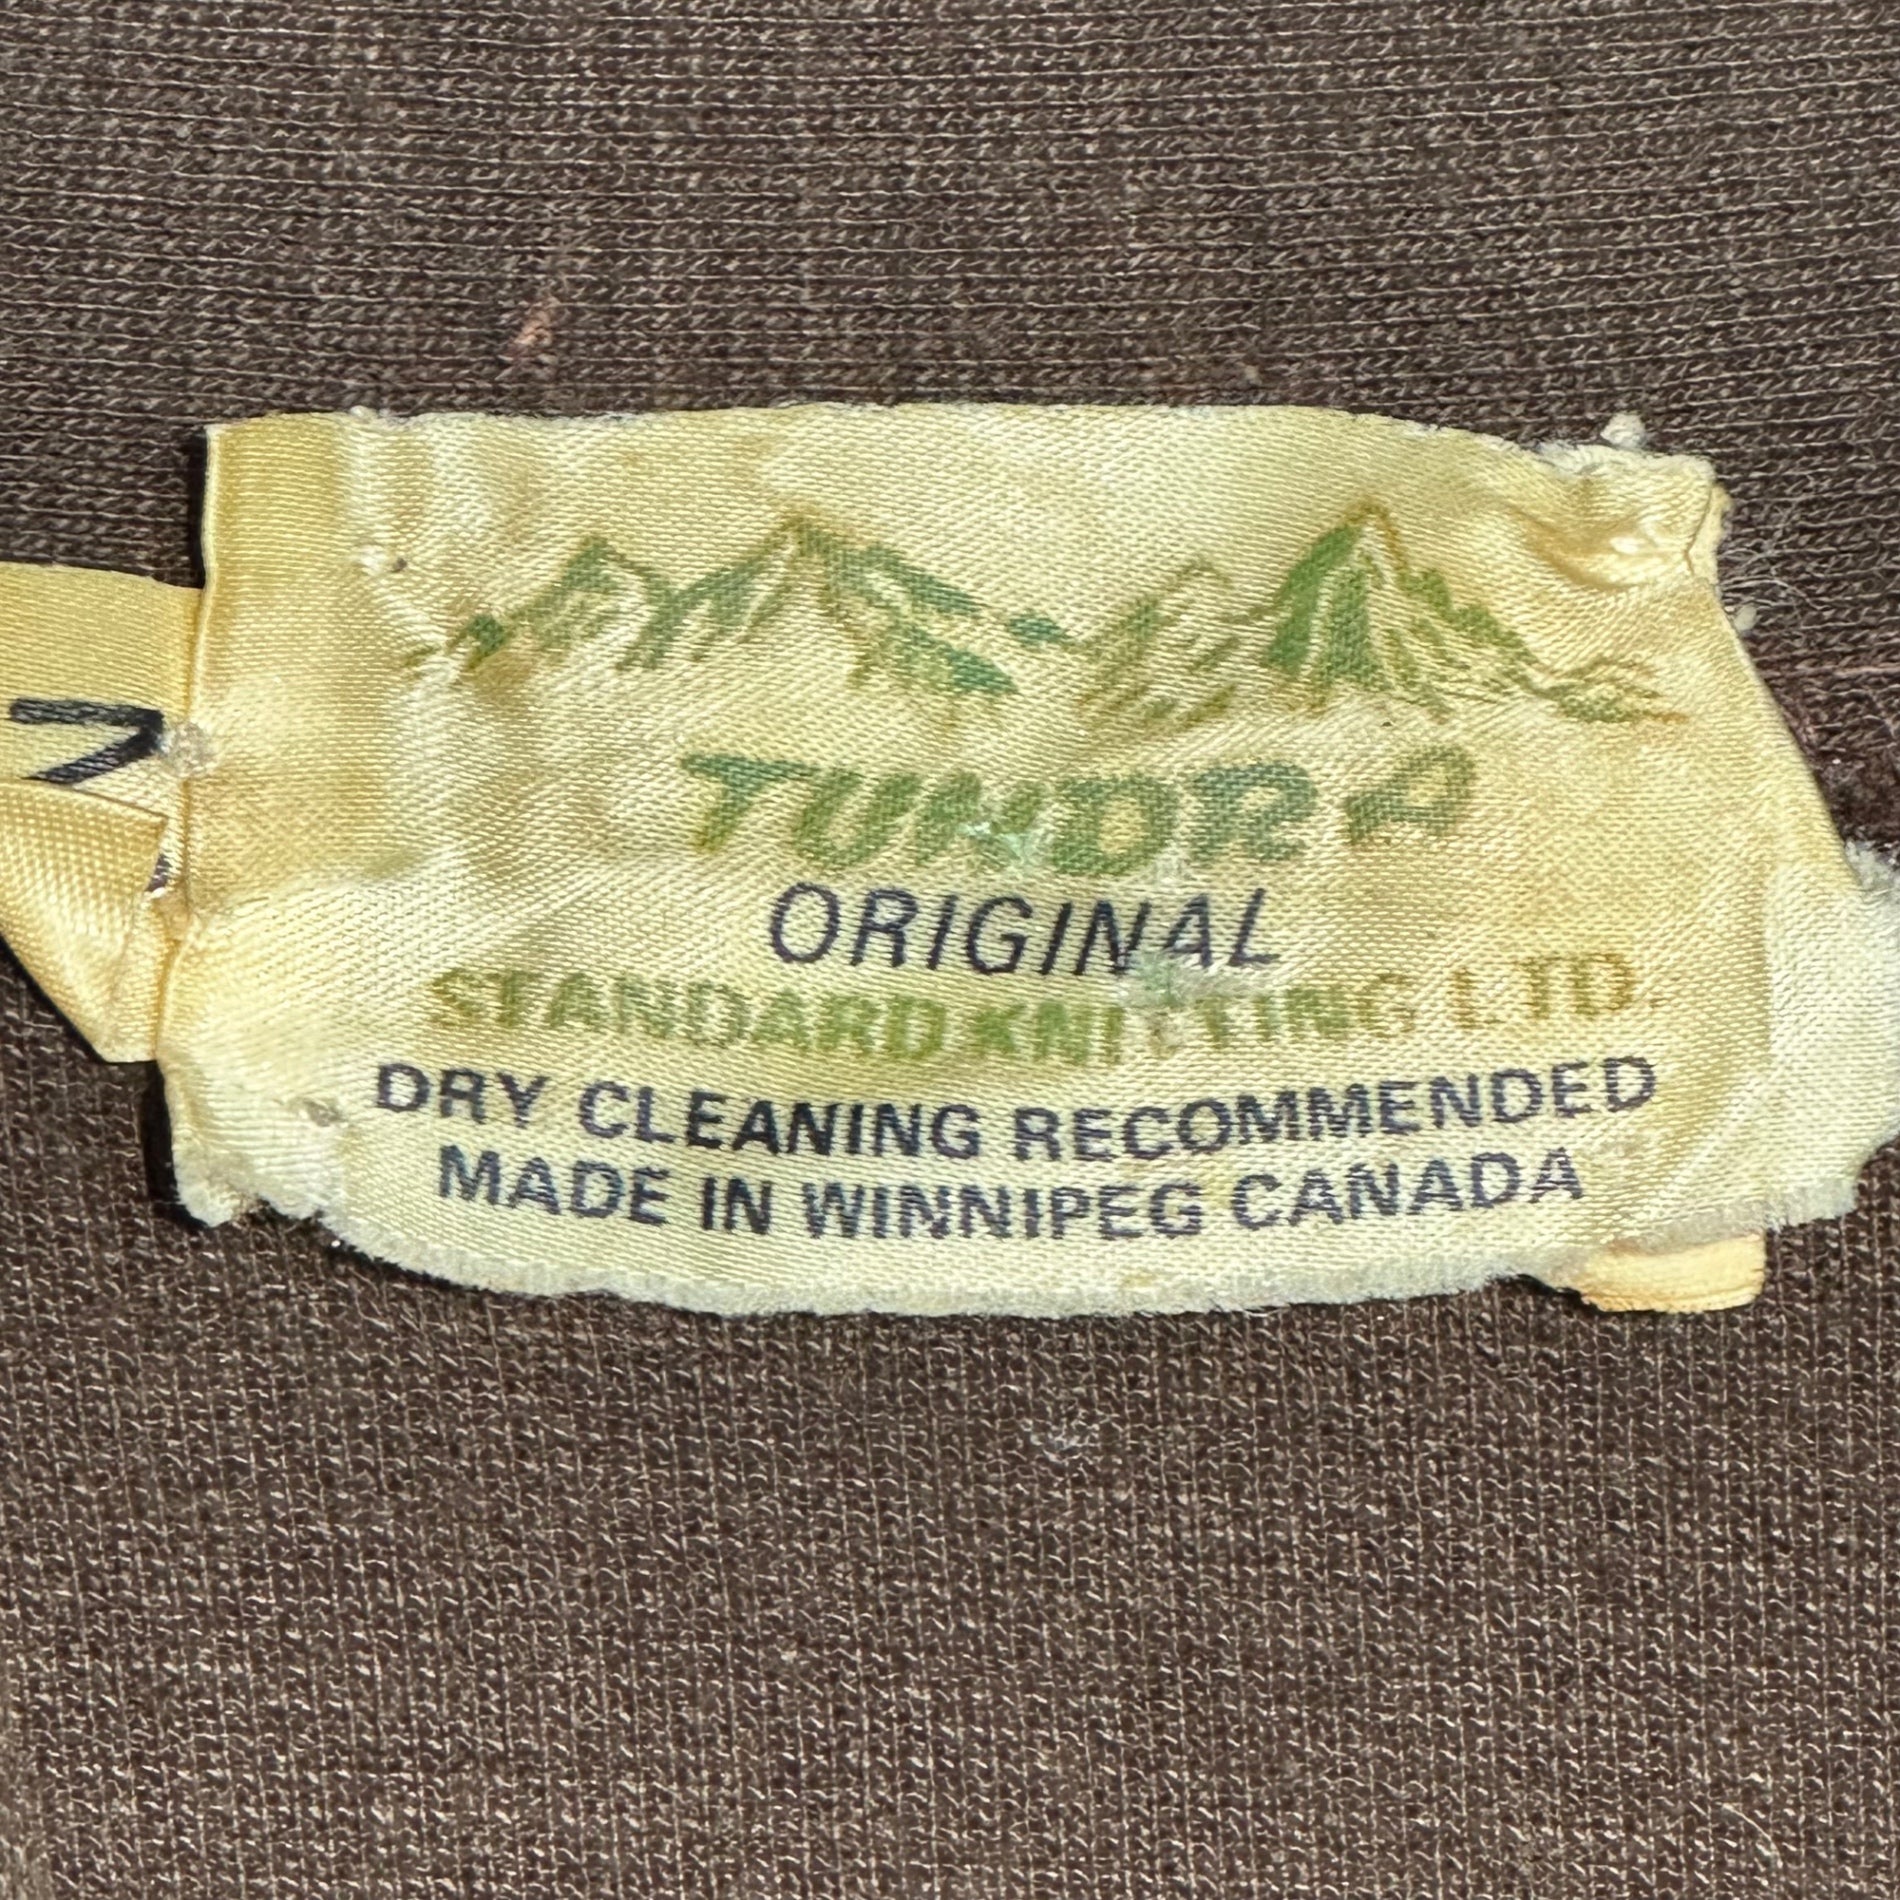 TUNDRA
ORIGINAL
STANDARD KNITTING LTD.
DRY CLEANING RECOMMENDED
MADE IN WINNIPEG CANADA